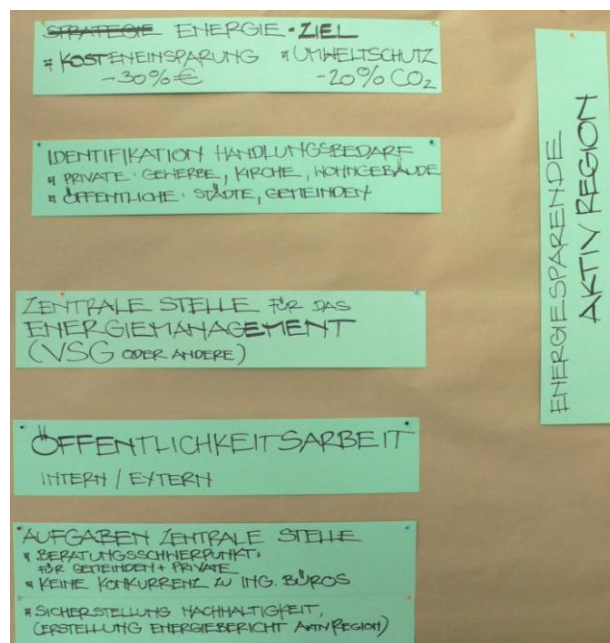 STRATEGIE ENERGIE-ZIEL
* KOSTENEINSPARUNG * UMWELTSCHUTZ
-30% € -20% CO₂
IDENTIFIKATION HANDLUNGSBEDARF
* PRIVATE: GEWERBE, KIRCHE, WOHNGEBÄUDE
* ÖFFENTLICHE: STÄDTE, GEMEINDEN
ZENTRALE STELLE FÜR DAS
ENERGIEMANAGEMENT
(VSG ODER ANDERE)
ÖFFENTLICHKEITSARBEIT
INTERN / EXTERN
AUFGABEN ZENTRALE STELLE
* BERATUNGSSCHWERPUNKT:
FÜR GEMEINDEN + PRIVATE
* KEINE KONKURRENZ ZU ING. BÜROS
* SICHERSTELLUNG NACHHALTIGKEIT,
(ERSTELLUNG ENERGIEBERICHT AKTIVREGION)
ENERGIESPARENDE
AKTIV REGION